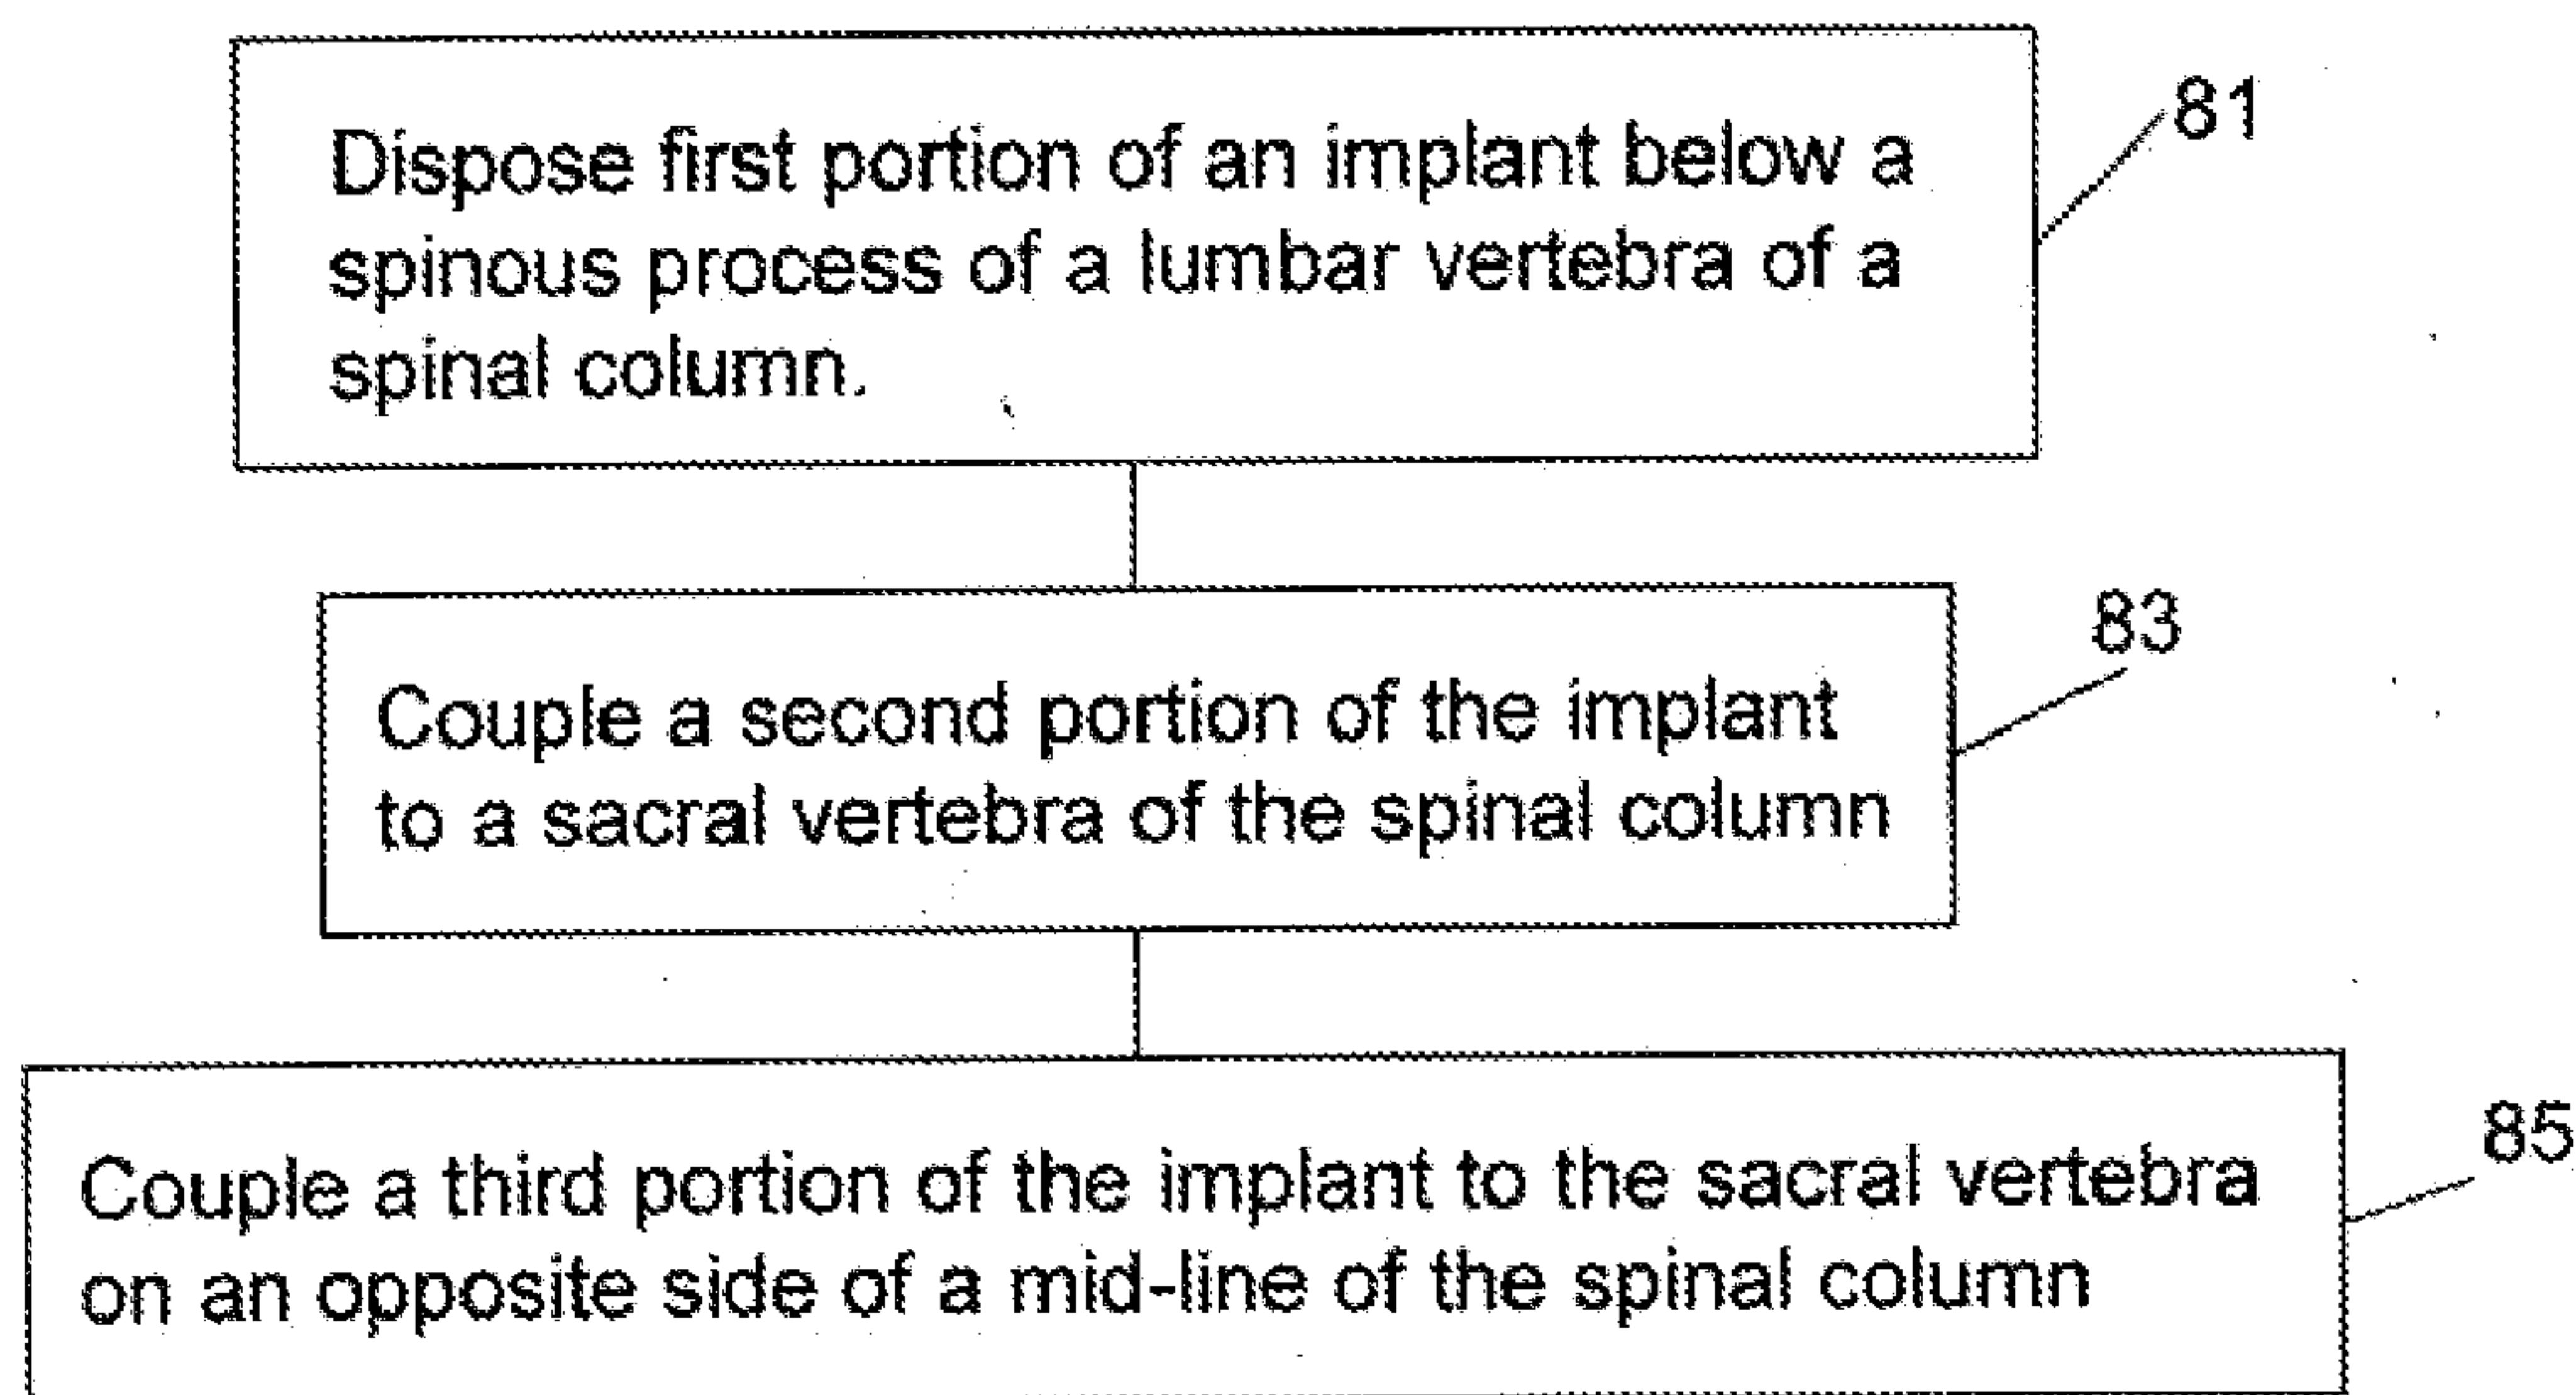 Dispose first portion of an implant below a
spinous process of a lumbar vertebra of a
spinal column.
81
Couple a second portion of the implant
to a sacral vertebra of the spinal column
83
Couple a third portion of the implant to the sacral vertebra
on an opposite side of a mid-line of the spinal column
85